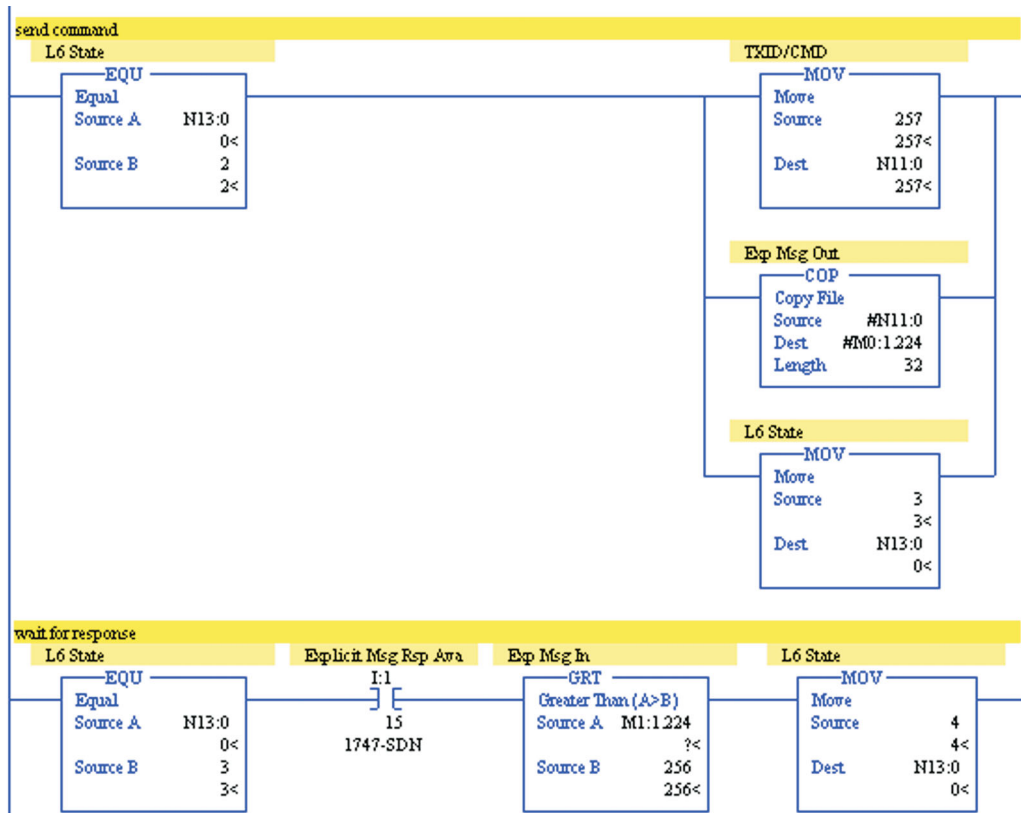 send command
L6 State
EQU
Equal
Source A N13:0
0<
Source B 2
2<
TXID/CMD
MOV
Move
Source 257
257<
Dest N11:0
257<
Exp Msg Out
COP
Copy File
Source #N11:0
Dest #M0:1.224
Length 32
L6 State
MOV
Move
Source 3
3<
Dest N13:0
0<
wait for response
L6 State
EQU
Equal
Source A N13:0
0<
Source B 3
3<
Explicit Msg Rsp Ava
I:1
15
1747-SDN
Exp Msg In
GRT
Greater Than (A>B)
Source A M1:1.224
?<
Source B 256
256<
L6 State
MOV
Move
Source 4
4<
Dest N13:0
0<